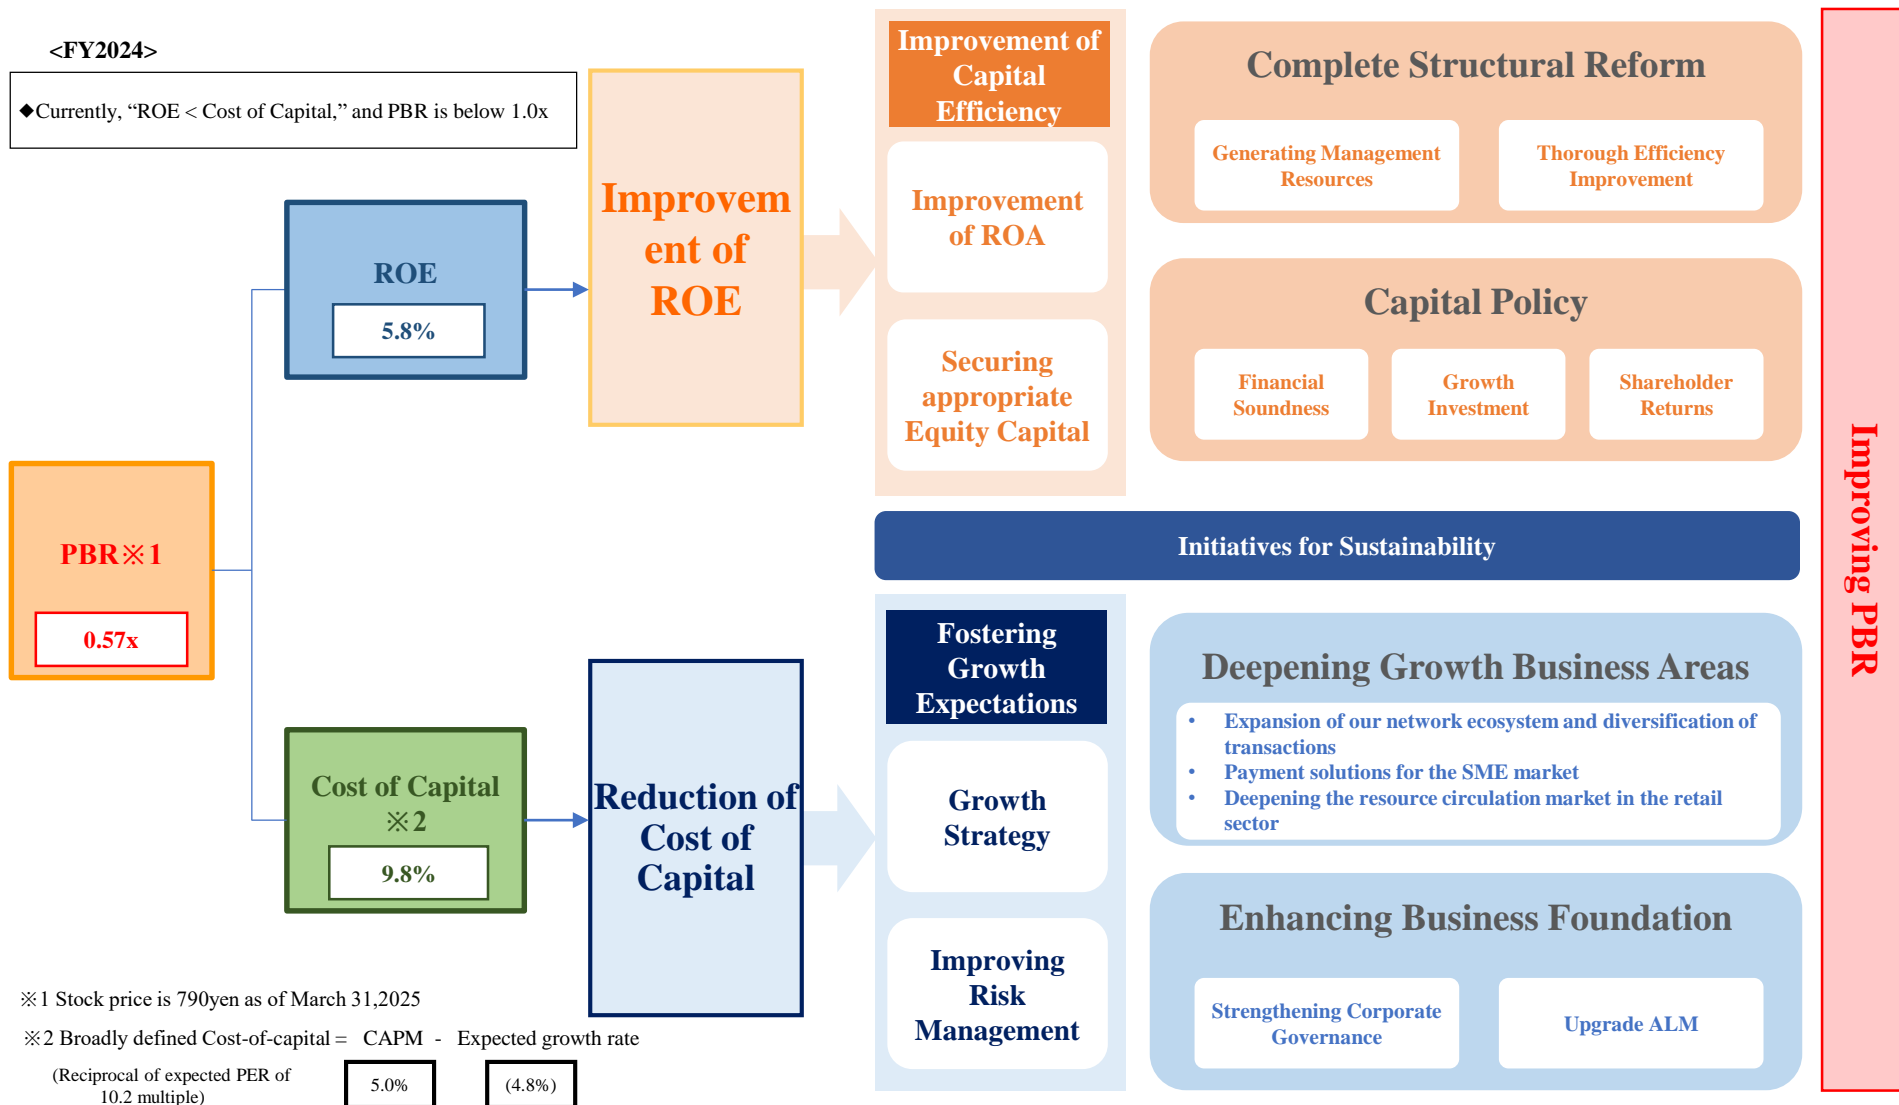 <FY2024>
◆Currently, “ROE < Cost of Capital,” and PBR is below 1.0x
PBR※1
0.57x
ROE
5.8%
Cost of Capital
※2
9.8%
Improvem
ent of
ROE
Reduction of
Cost of
Capital
Improvement of
Capital
Efficiency
Improvement
of ROA
Securing
appropriate
Equity Capital
Complete Structural Reform
Generating Management
Resources
Thorough Efficiency
Improvement
Capital Policy
Financial
Soundness
Growth
Investment
Shareholder
Returns
Initiatives for Sustainability
Fostering
Growth
Expectations
Growth
Strategy
Improving
Risk
Management
Deepening Growth Business Areas
• Expansion of our network ecosystem and diversification of
transactions
• Payment solutions for the SME market
• Deepening the resource circulation market in the retail
sector
Enhancing Business Foundation
Strengthening Corporate
Governance
Upgrade ALM
Improving PBR
※1 Stock price is 790yen as of March 31,2025
※2 Broadly defined Cost-of-capital = CAPM - Expected growth rate
(Reciprocal of expected PER of
10.2 multiple)
5.0%
(4.8%)